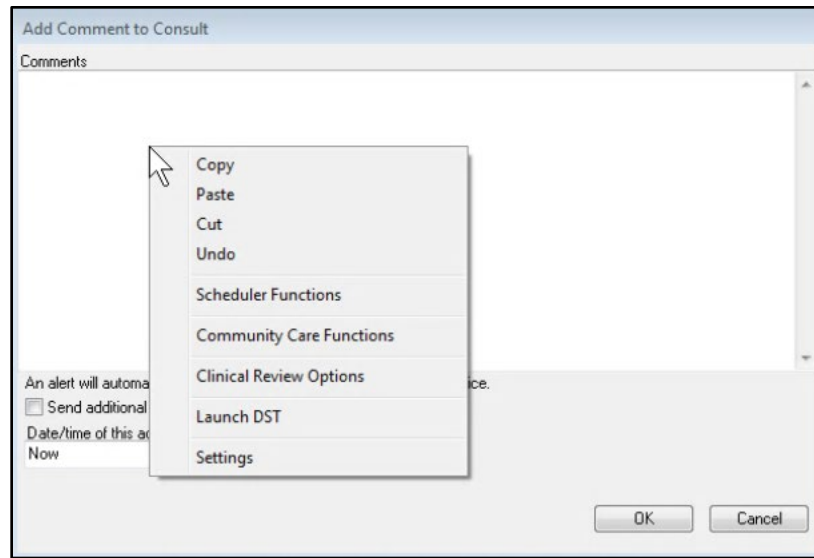 Add Comment to Consult
Comments
Copy
Paste
Cut
Undo
Scheduler Functions
Community Care Functions
Clinical Review Options
Launch DST
Settings
An alert will automa
ice.
Send additional
Date/time of this ac
Now
OK
Cancel